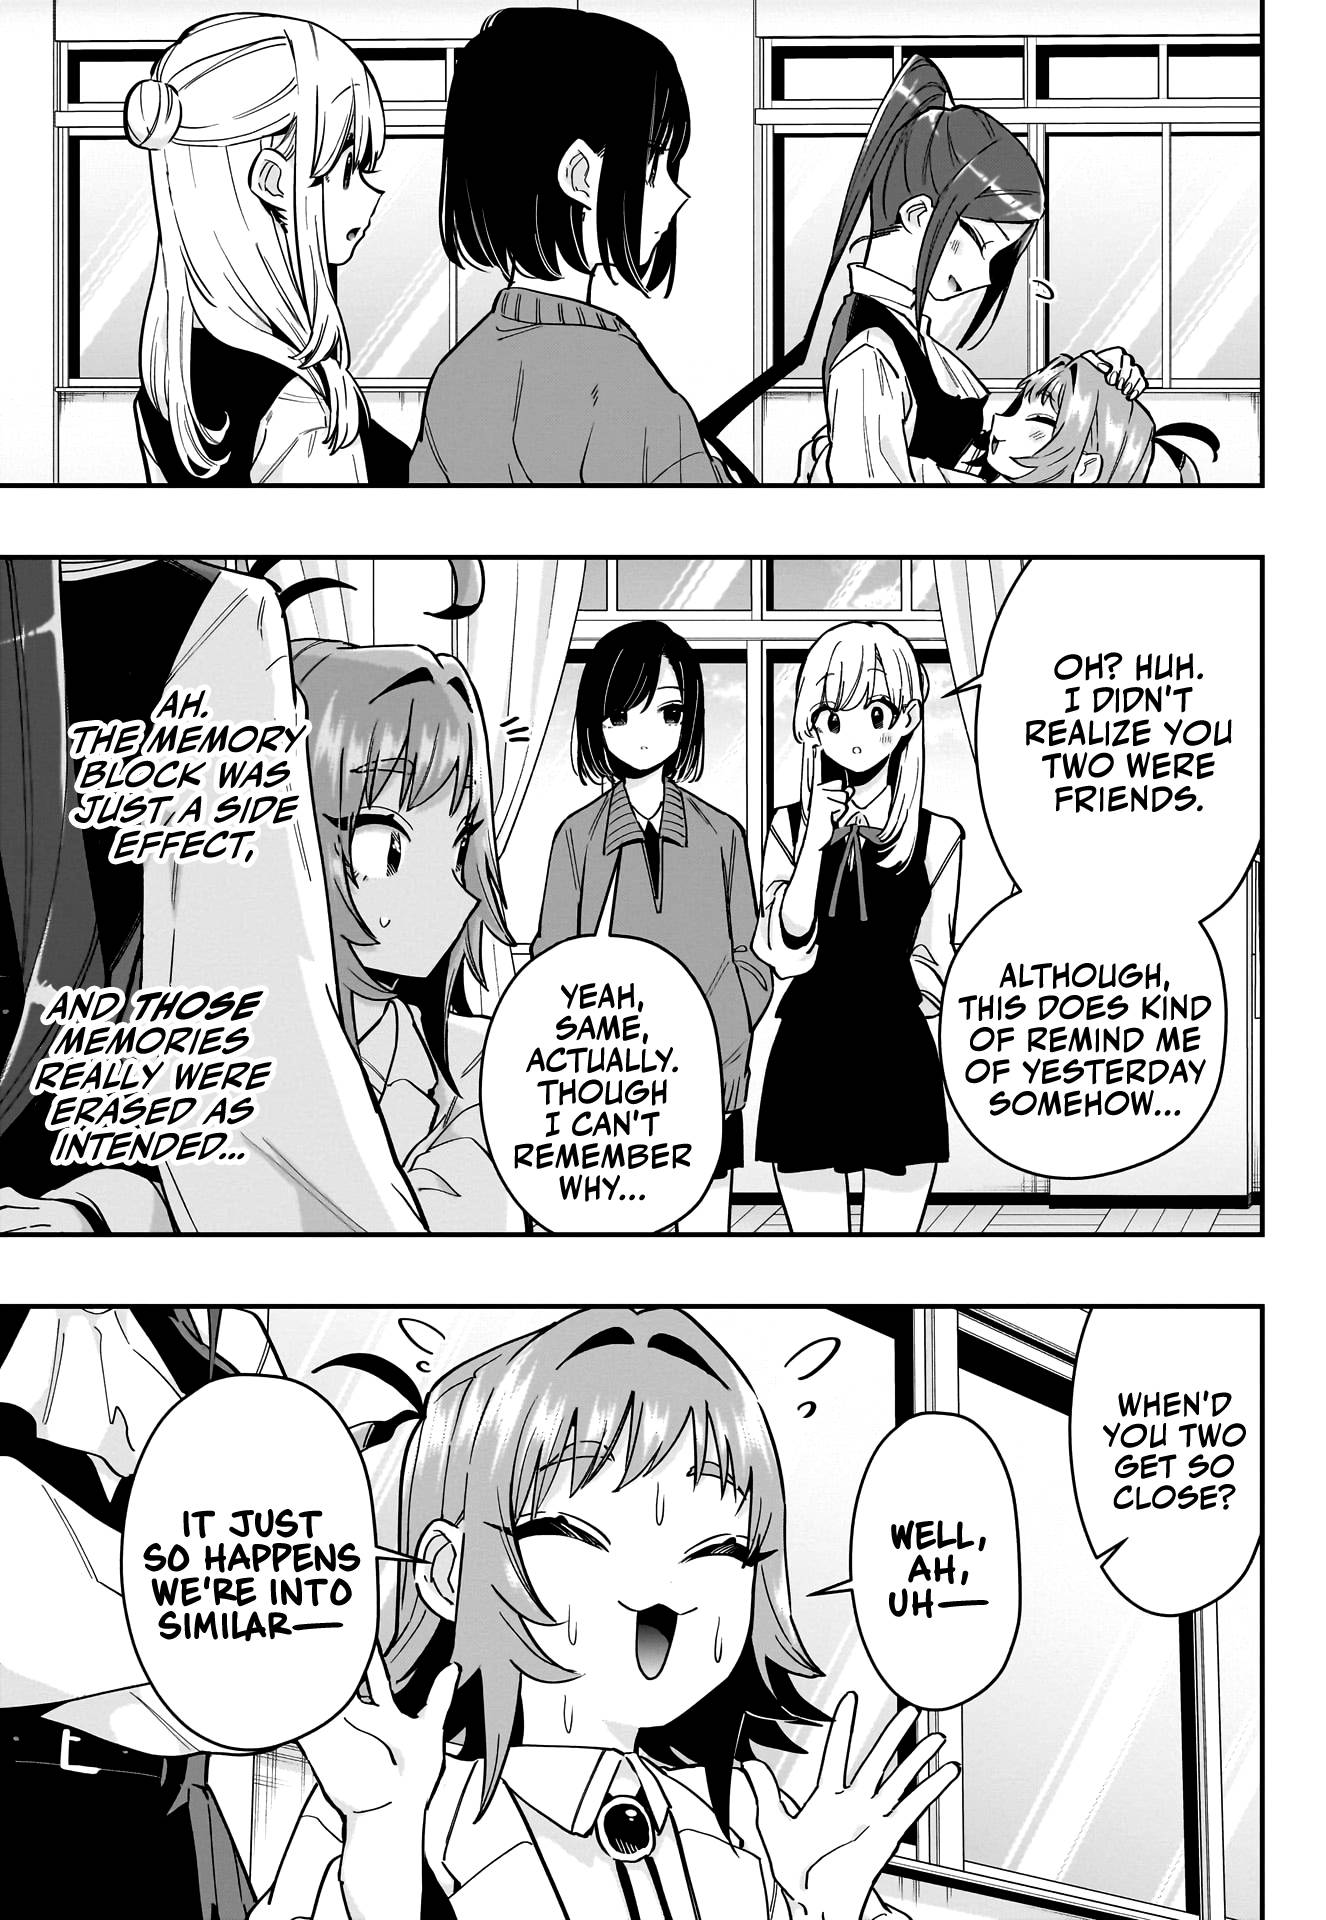 OH? HUH.
I DIDN'T
REALIZE YOU
TWO WERE
FRIENDS.
ALTHOUGH,
THIS DOES KIND
OF REMIND ME
OF YESTERDAY
SOMEHOW...
YEAH,
SAME,
ACTUALLY.
THOUGH
I CAN'T
REMEMBER
WHY...
AH.
THE MEMORY
BLOCK WAS
JUST A SIDE
EFFECT,
AND THOSE
MEMORIES
REALLY WERE
ERASED AS
INTENDED...
WHEN'D
YOU TWO
GET SO
CLOSE?
WELL,
AH,
UH—
IT JUST
SO HAPPENS
WE'RE INTO
SIMILAR—